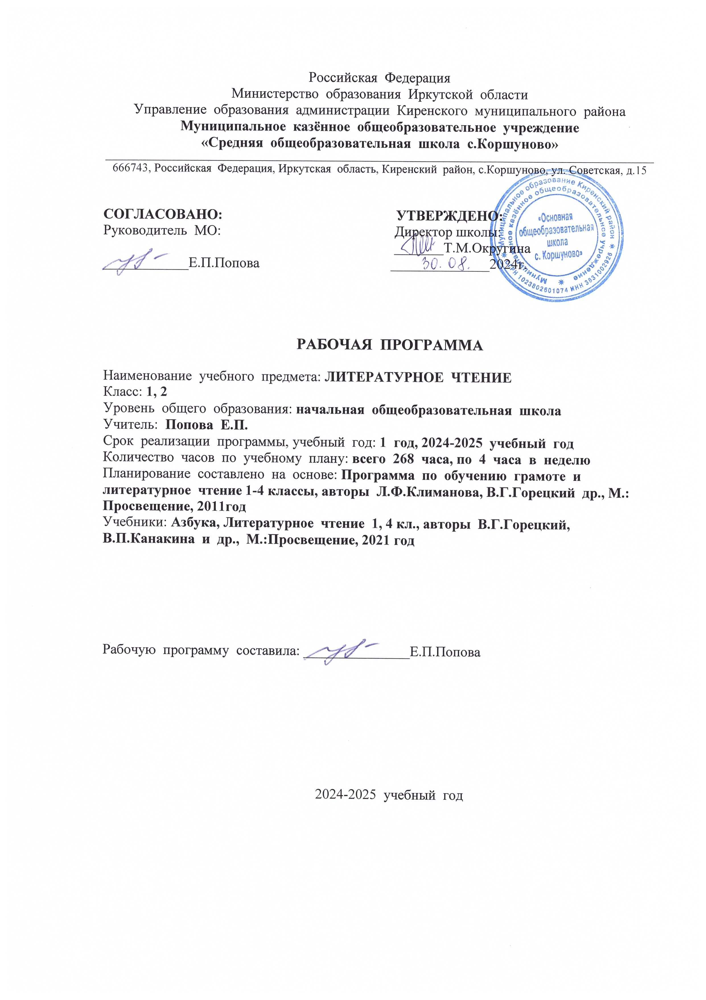 Российская Федерация
Министерство образования Иркутской области
Управление образования администрации Киренского муниципального района
Муниципальное казённое общеобразовательное учреждение
«Средняя общеобразовательная школа с.Коршуново»
666743, Российская Федерация, Иркутская область, Киренский район, с.Коршуново, ул. Советская, д.15
СОГЛАСОВАНО:
Руководитель МО:
Е.П.Попова
УТВЕРЖДЕНО:
Директор школы:
Т.М.Округина
30. 08. 2024г.
Муниципальное образование Киренский район
ОГРН 1023802601074 ИНН 3831002926
Муниципальное казённое общеобразовательное учреждение
«Основная
общеобразовательная
школа
с. Коршуново»
РАБОЧАЯ ПРОГРАММА
Наименование учебного предмета: ЛИТЕРАТУРНОЕ ЧТЕНИЕ
Класс: 1, 2
Уровень общего образования: начальная общеобразовательная школа
Учитель: Попова Е.П.
Срок реализации программы, учебный год: 1 год, 2024-2025 учебный год
Количество часов по учебному плану: всего 268 часа, по 4 часа в неделю
Планирование составлено на основе: Программа по обучению грамоте и
литературное чтение 1-4 классы, авторы Л.Ф.Климанова, В.Г.Горецкий др., М.:
Просвещение, 2011год
Учебники: Азбука, Литературное чтение 1, 4 кл., авторы В.Г.Горецкий,
В.П.Канакина и др., М.:Просвещение, 2021 год
Рабочую программу составила: Е.П.Попова
2024-2025 учебный год